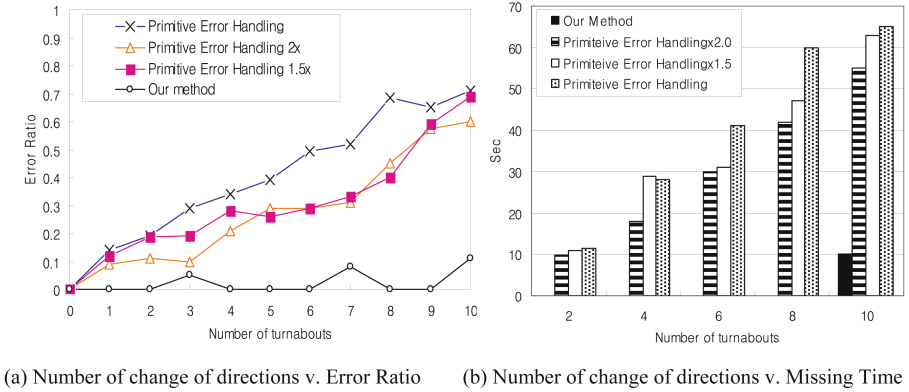 1
0.9
0.8
0.7
0.6
0.5
0.4
0.3
0.2
0.1
0
Error Ratio
Primitive Error Handling
Primitive Error Handling 2x
Primitive Error Handling 1.5x
Our method
0 1 2 3 4 5 6 7 8 9 10
Number of turnabouts
(a) Number of change of directions v. Error Ratio
70
60
50
40
30
20
10
0
Sec
Our Method
Primiteive Error Handlingx2.0
Primiteive Error Handlingx1.5
Primiteive Error Handling
2 4 6 8 10
Number of turnabouts
(b) Number of change of directions v. Missing Time